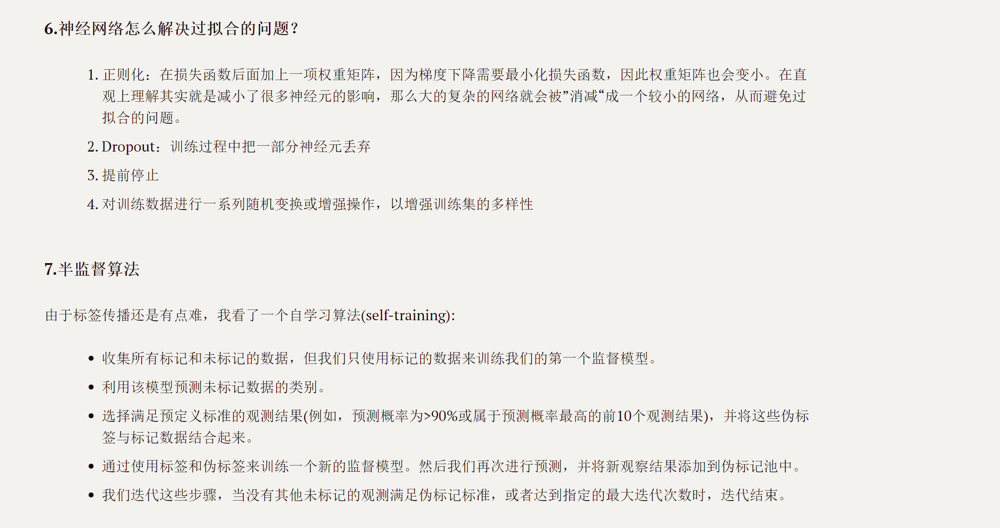 6.神经网络怎么解决过拟合的问题？
1. 正则化：在损失函数后面加上一项权重矩阵，因为梯度下降需要最小化损失函数，因此权重矩阵也会变小。在直
观上理解其实就是减小了很多神经元的影响，那么大的复杂的网络就会被”消减“成一个较小的网络，从而避免过
拟合的问题。
2. Dropout：训练过程中把一部分神经元丢弃
3. 提前停止
4. 对训练数据进行一系列随机变换或增强操作，以增强训练集的多样性
7.半监督算法
由于标签传播还是有点难，我看了一个自学习算法(self-training):
• 收集所有标记和未标记的数据，但我们只使用标记的数据来训练我们的第一个监督模型。
• 利用该模型预测未标记数据的类别。
• 选择满足预定义标准的观测结果(例如，预测概率为>90%或属于预测概率最高的前10个观测结果)，并将这些伪标
签与标记数据结合起来。
• 通过使用标签和伪标签来训练一个新的监督模型。然后我们再次进行预测，并将新观察结果添加到伪标记池中。
• 我们迭代这些步骤，当没有其他未标记的观测满足伪标记标准，或者达到指定的最大迭代次数时，迭代结束。